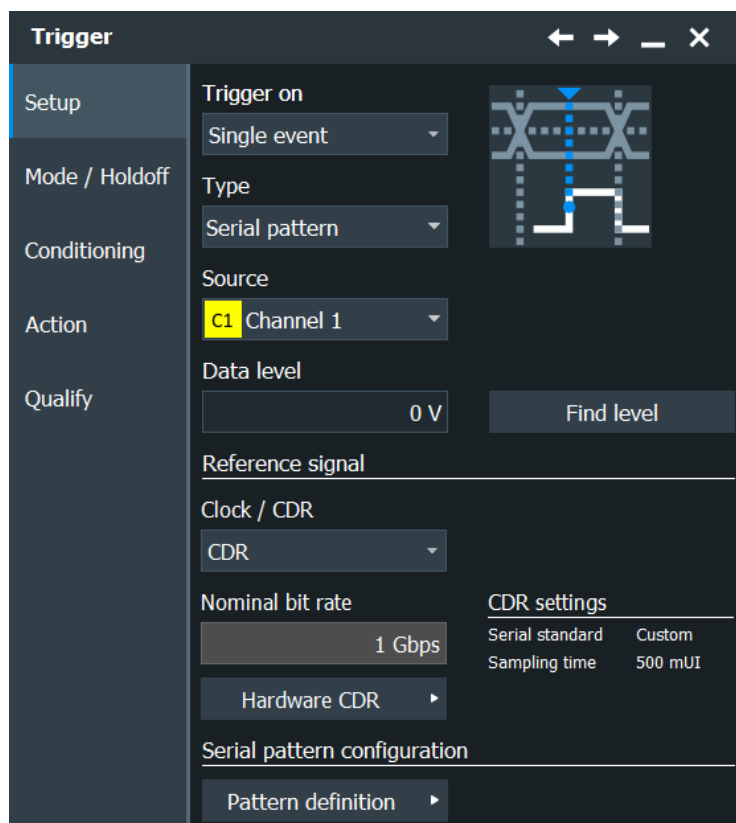 Trigger
Setup
Mode / Holdoff
Conditioning
Action
Qualify
Trigger on
Single event
Type
Serial pattern
Source
C1 Channel 1
Data level
0 V
Find level
Reference signal
Clock / CDR
CDR
Nominal bit rate
1 Gbps
Hardware CDR
CDR settings
Serial standard Custom
Sampling time 500 mUI
Serial pattern configuration
Pattern definition